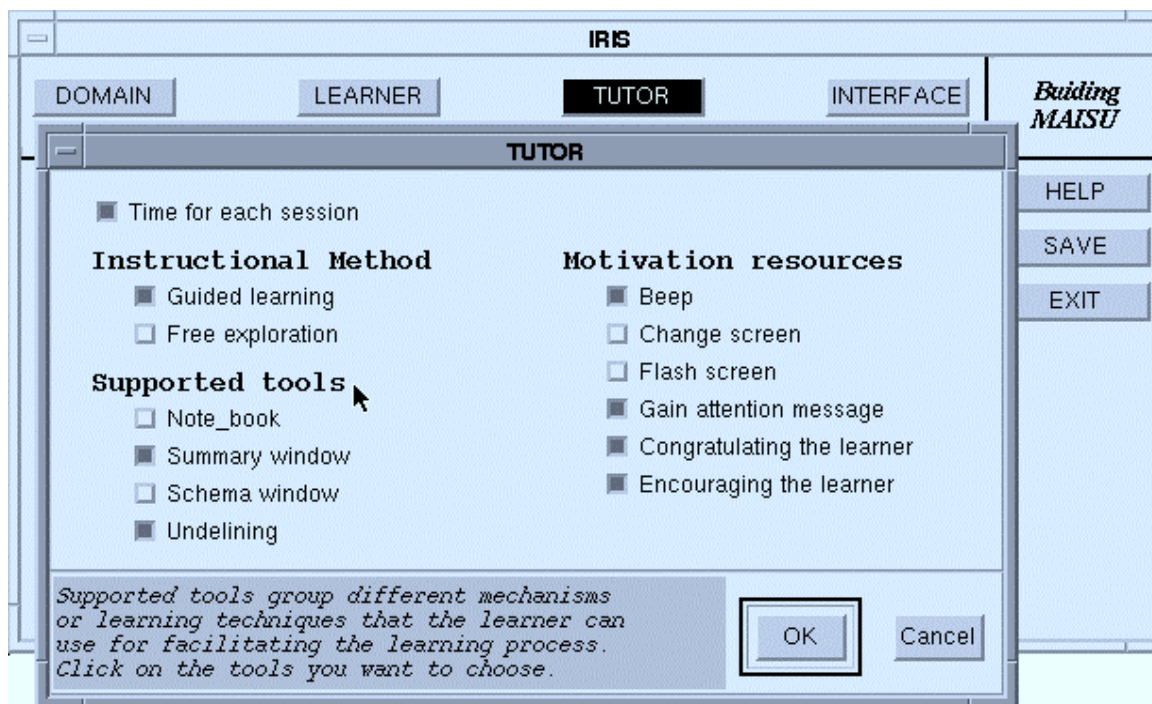 IRIS
DOMAIN
LEARNER
TUTOR
INTERFACE
Buiding
MAISU
TUTOR
HELP
SAVE
EXIT
Time for each session
Instructional Method
Guided learning
Free exploration
Supported tools
Note_book
Summary window
Schema window
Undelining
Motivation resources
Beep
Change screen
Flash screen
Gain attention message
Congratulating the learner
Encouraging the learner
Supported tools group different mechanisms
or learning techniques that the learner can
use for facilitating the learning process.
Click on the tools you want to choose.
OK
Cancel